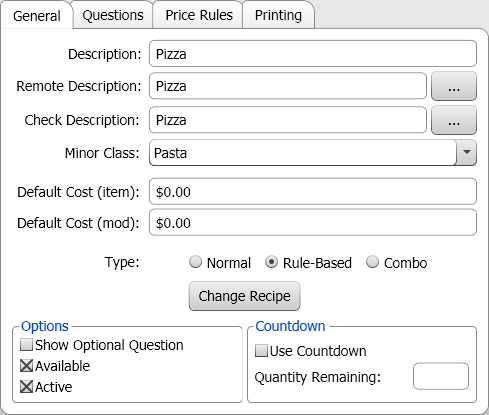 General Questions Price Rules Printing
Description: Pizza
Remote Description: Pizza ...
Check Description: Pizza ...
Minor Class: Pasta
Default Cost (item): $0.00
Default Cost (mod): $0.00
Type: Normal Rule-Based Combo
Change Recipe
Options
Show Optional Question
Available
Active
Countdown
Use Countdown
Quantity Remaining: